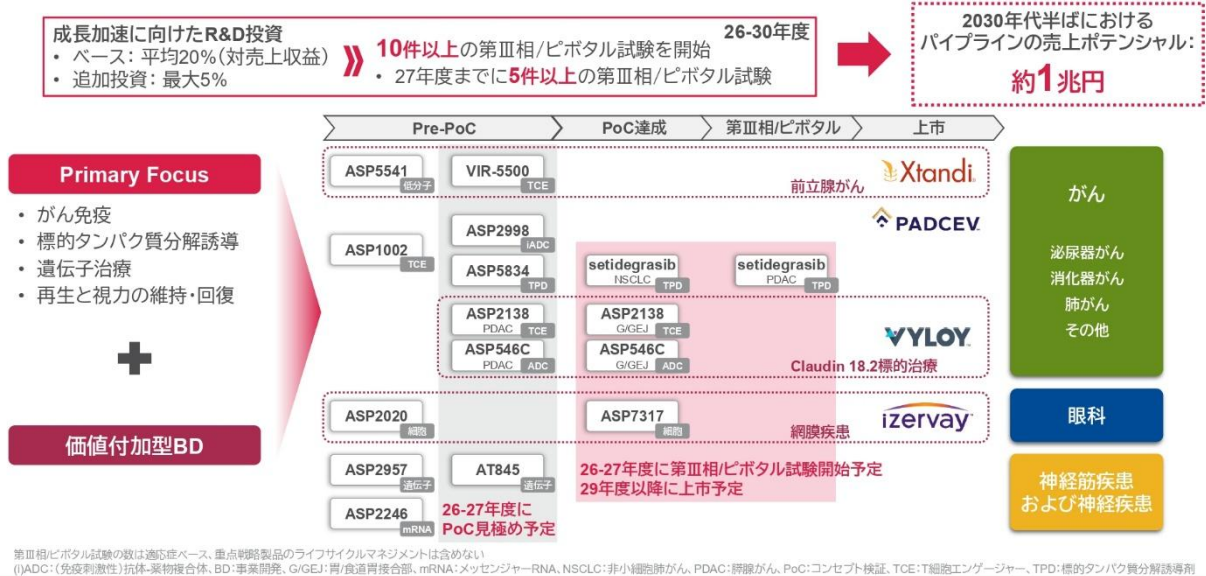 成長加速に向けたR&D投資
• ベース：平均20%(対売上収益)
• 追加投資：最大5%
26-30年度
10件以上の第Ⅲ相/ピボタル試験を開始
• 27年度までに5件以上の第Ⅲ相/ピボタル試験
2030年代半ばにおける
パイプラインの売上ポテンシャル：
約1兆円
Pre-PoC
PoC達成
第Ⅲ相/ピボタル
上市
Primary Focus
• がん免疫
• 標的タンパク質分解誘導
• 遺伝子治療
• 再生と視力の維持・回復
価値付加型BD
ASP5541
低分子
VIR-5500
TCE
前立腺がん
Xtandi
ASP1002
TCE
ASP2998
iADC
PADCEV
ASP5834
TPD
setidegrasib
NSCLC
TPD
setidegrasib
PDAC
TPD
ASP2138
PDAC
TCE
ASP2138
G/GEJ
TCE
ASP546C
PDAC
ADC
ASP546C
G/GEJ
ADC
VYLOY
Claudin 18.2標的治療
ASP2020
細胞
ASP7317
細胞
網膜疾患
izervay
ASP2957
遺伝子
AT845
遺伝子
ASP2246
mRNA
26-27年度に
PoC見極め予定
26-27年度に第Ⅲ相/ピボタル試験開始予定
29年度以降に上市予定
がん
泌尿器がん
消化器がん
肺がん
その他
眼科
神経筋疾患
および神経疾患
第Ⅲ相/ピボタル試験の数は適応症ベース、重点戦略製品のライフサイクルマネジメントは含めない
(i)ADC：(免疫刺激性)抗体-薬物複合体、BD：事業開発、G/GEJ：胃/食道胃接合部、mRNA：メッセンジャーRNA、NSCLC：非小細胞肺がん、PDAC：膵腺がん、PoC：コンセプト検証、TCE：T細胞エンゲージャー、TPD：標的タンパク質分解誘導剤